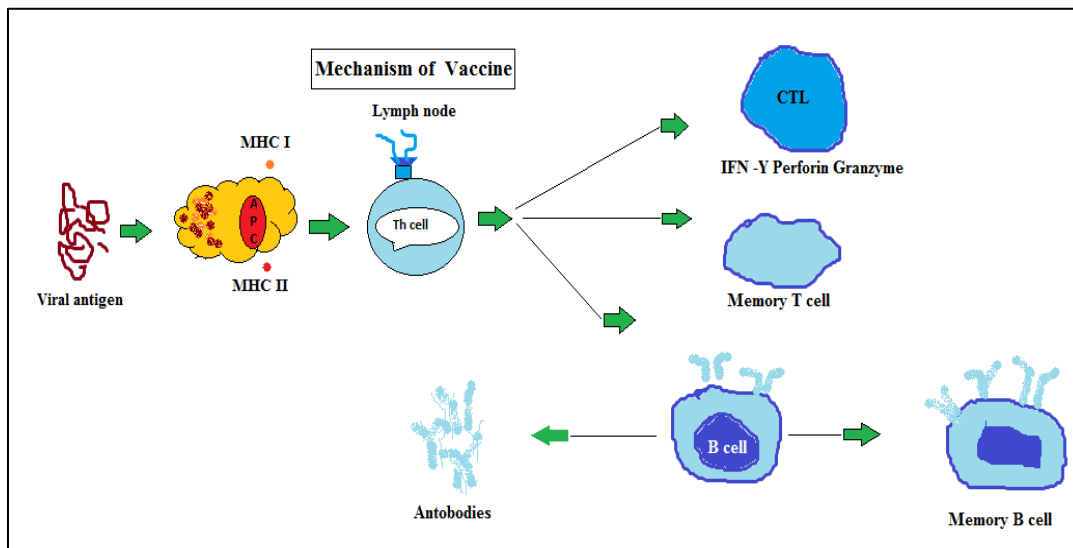 Mechanism of Vaccine
Lymph node
MHC I
APC
Th cell
MHC II
Viral antigen
CTL
IFN -Y Perforin Granzyme
Memory T cell
B cell
Antobodies
Memory B cell